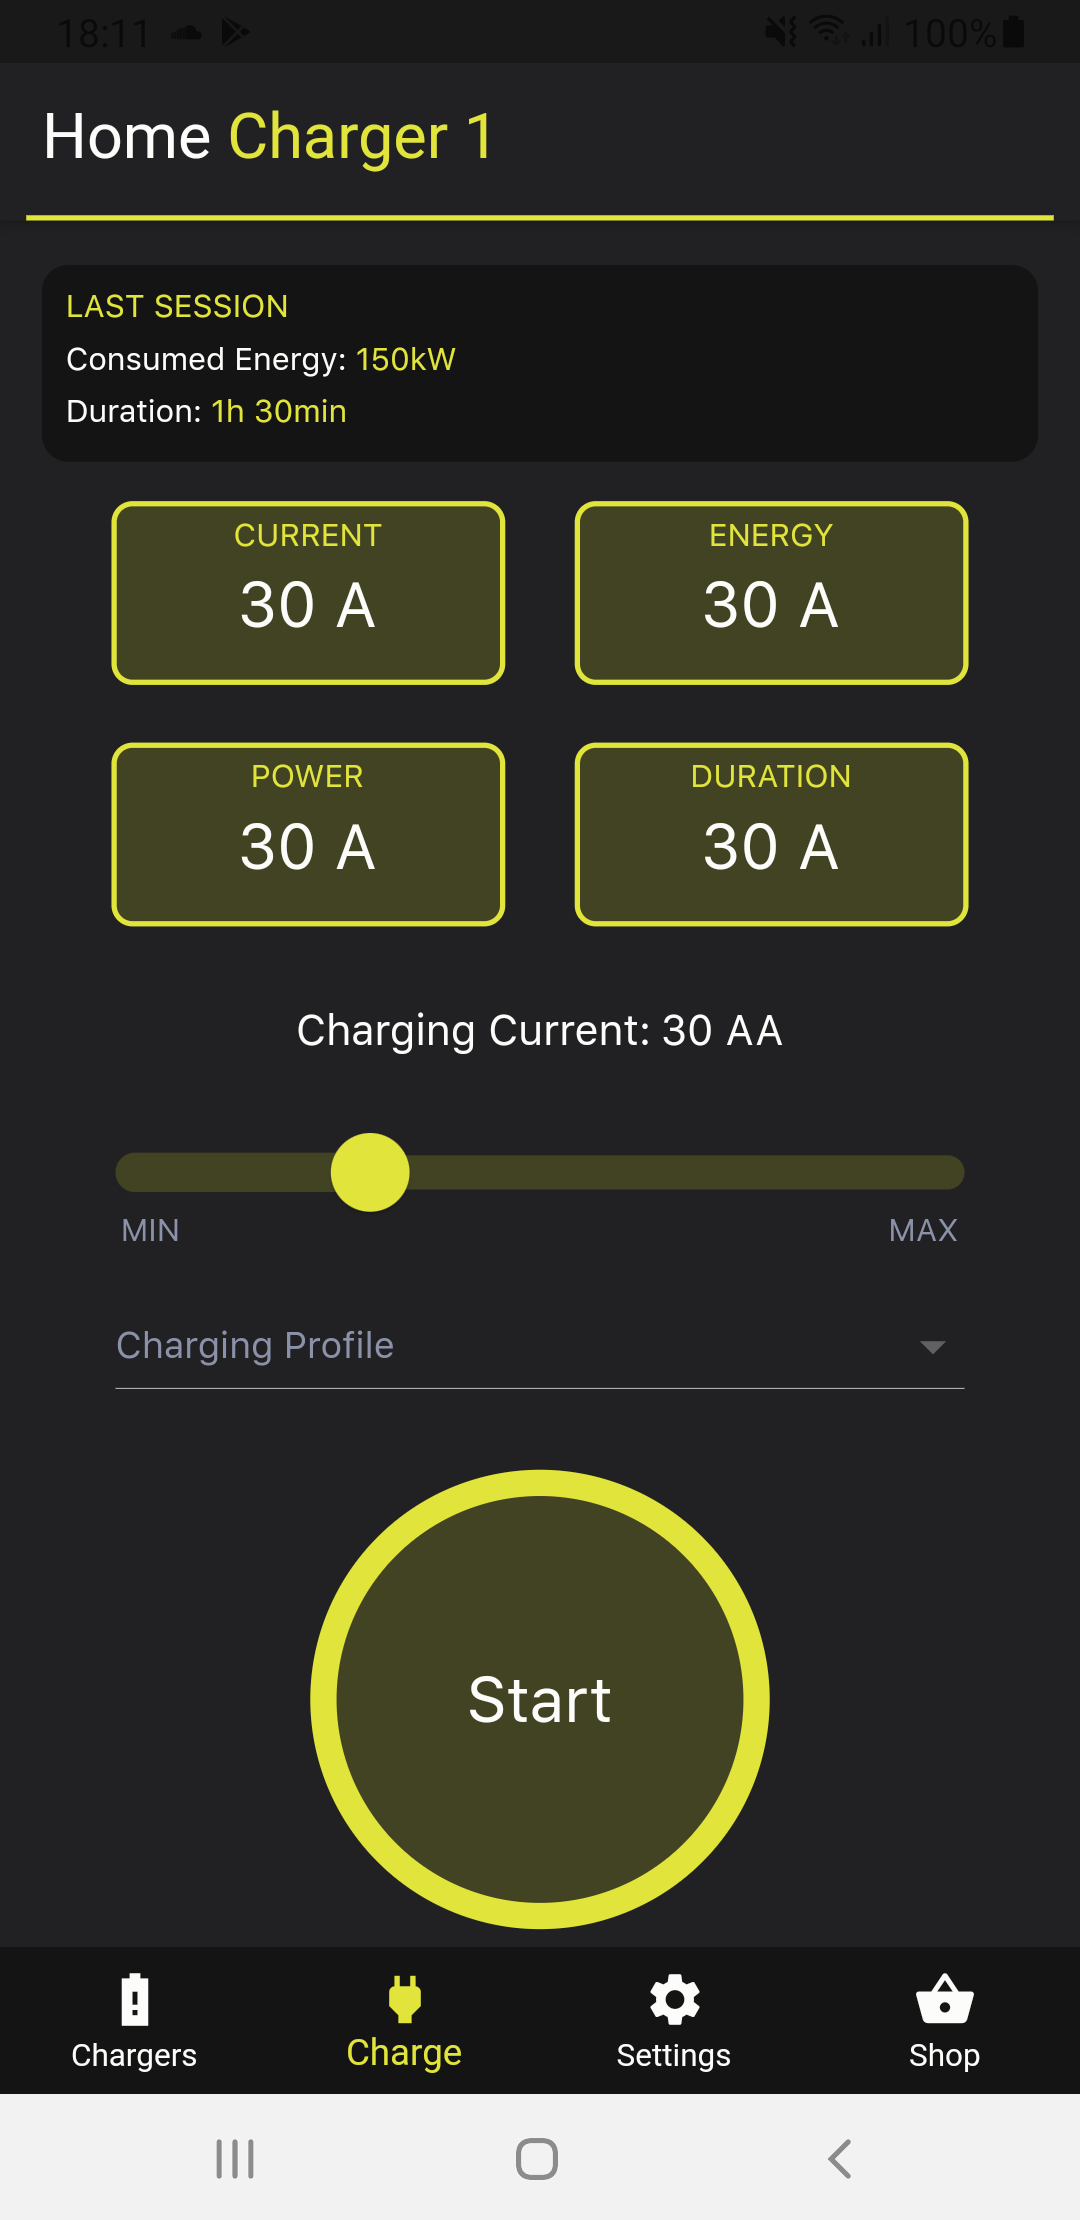 18:11 100%
Home Charger 1
LAST SESSION
Consumed Energy: 150kW
Duration: 1h 30min
CURRENT ENERGY
30 A 30 A
POWER DURATION
30 A 30 A
Charging Current: 30 AA
MIN MAX
Charging Profile
Start
Chargers Charge Settings Shop